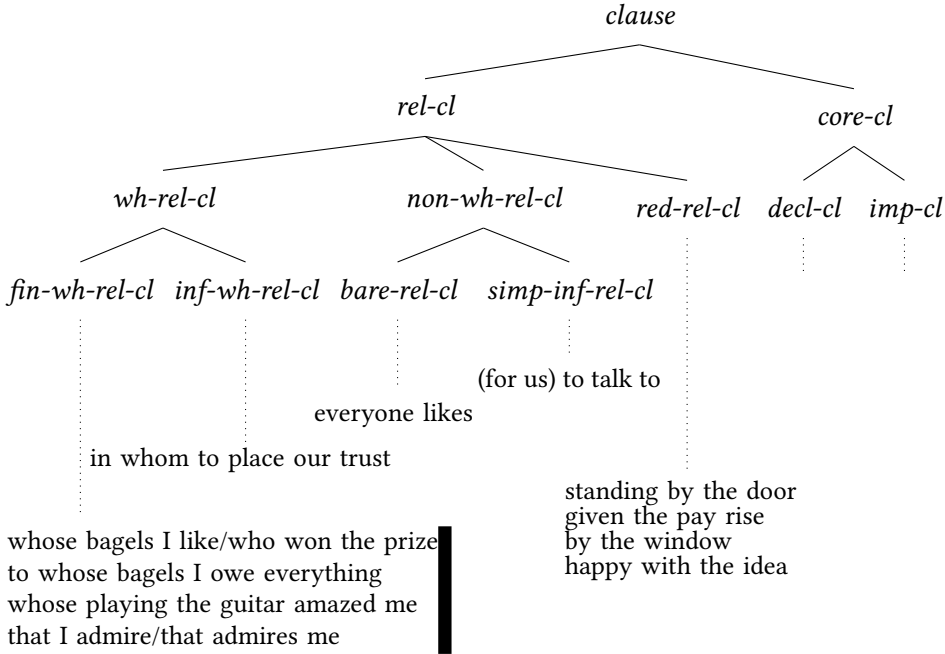 clause
rel-cl
core-cl
wh-rel-cl
non-wh-rel-cl
red-rel-cl
decl-cl
imp-cl
fin-wh-rel-cl
inf-wh-rel-cl
bare-rel-cl
simp-inf-rel-cl
(for us) to talk to
everyone likes
in whom to place our trust
standing by the door
given the pay rise
by the window
happy with the idea
whose bagels I like/who won the prize
to whose bagels I owe everything
whose playing the guitar amazed me
that I admire/that admires me